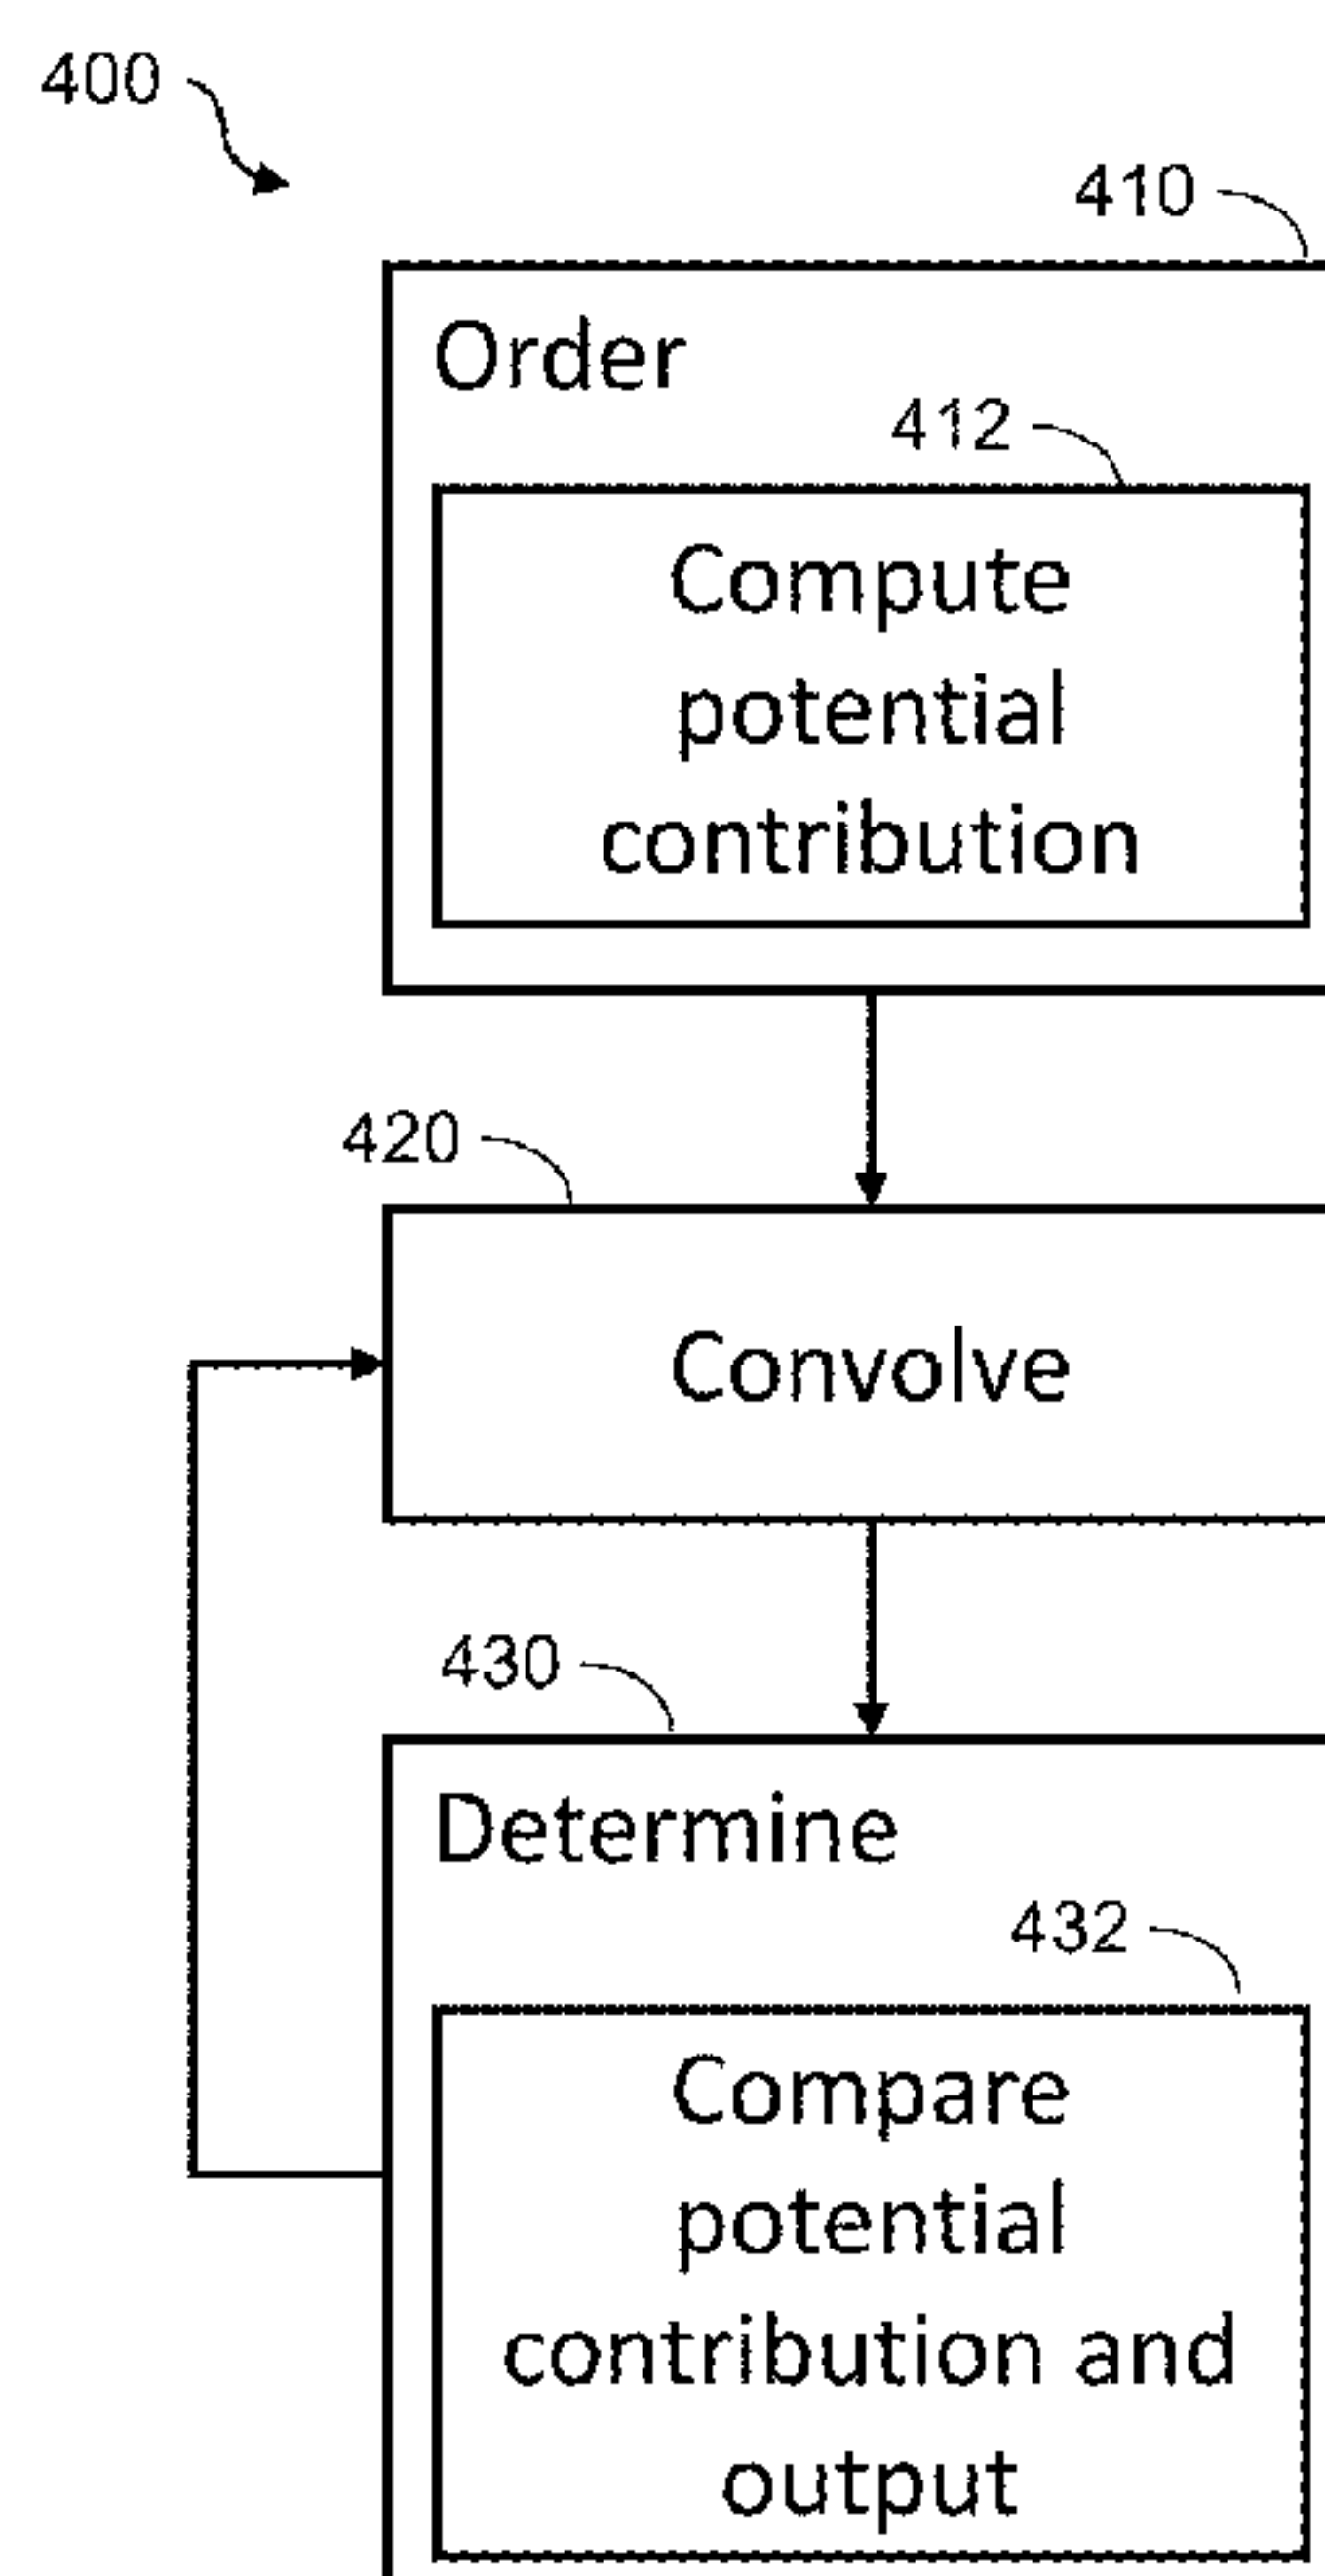 400
410
Order
412
Compute
potential
contribution
420
Convolve
430
Determine
432
Compare
potential
contribution and
output